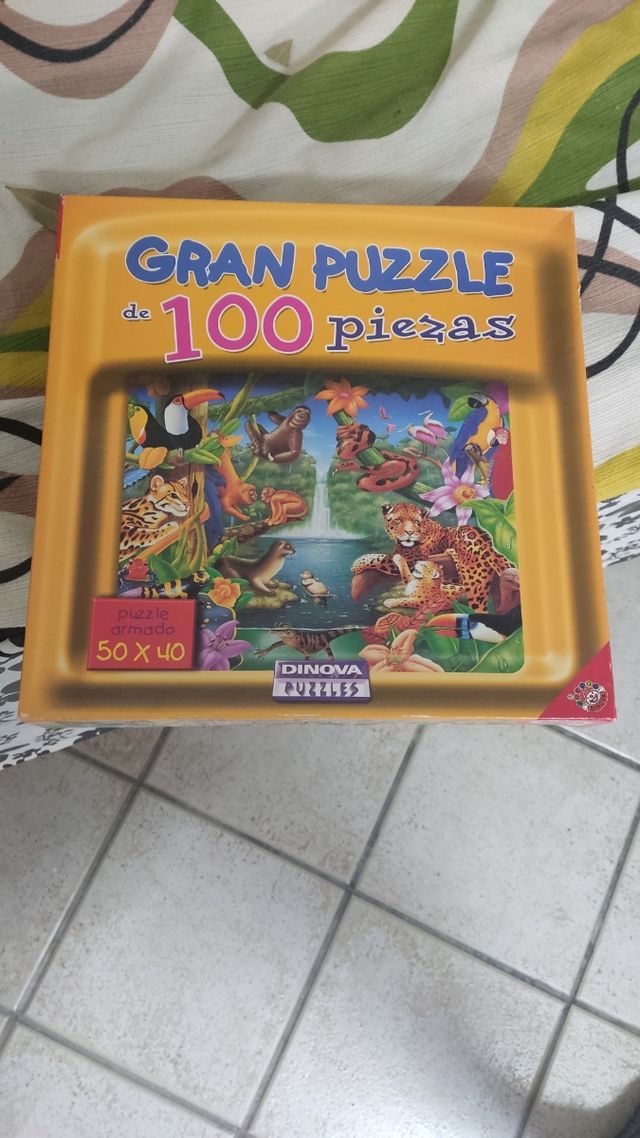 GRAN PUZZLE
de 100 piezas
puzzle
armado
50 X 40
DINOVA
PUZZLES